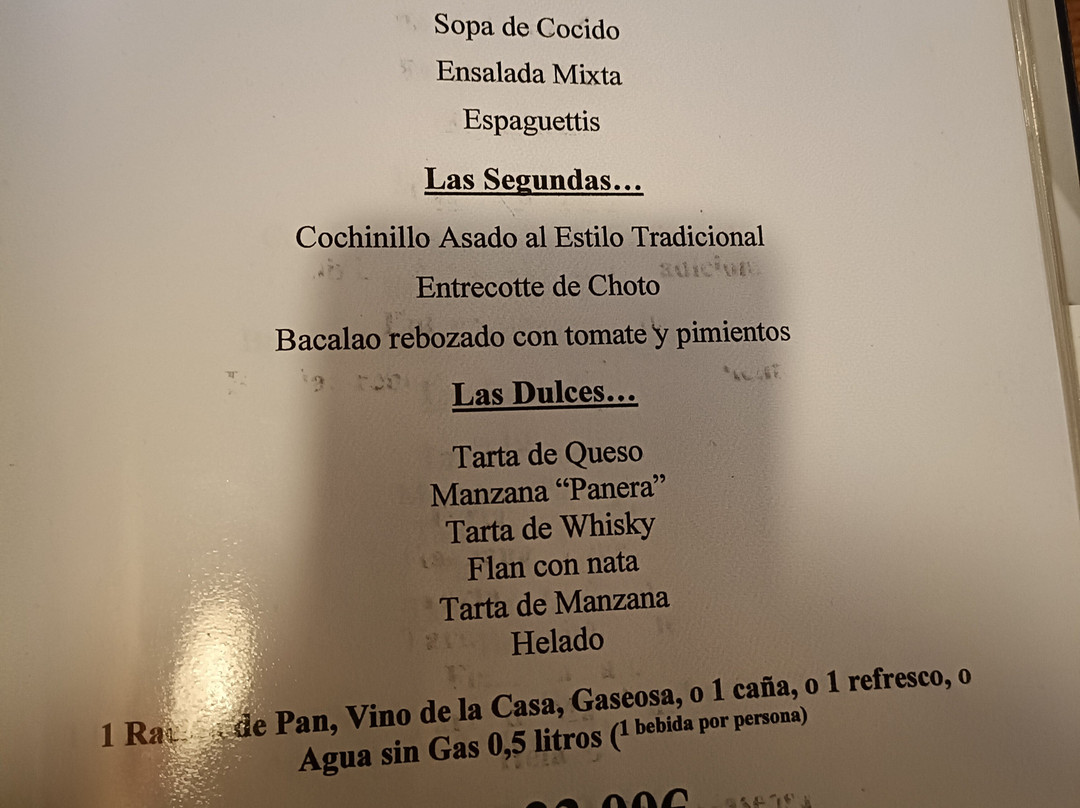 Sopa de Cocido
Ensalada Mixta
Espaguettis
Las Segundas...
Cochinillo Asado al Estilo Tradicional
Entrecotte de Choto
Bacalao rebozado con tomate y pimientos
Las Dulces...
Tarta de Queso
Manzana “Panera”
Tarta de Whisky
Flan con nata
Tarta de Manzana
Helado
1 de Pan, Vino de la Casa, Gaseosa, o 1 caña, o 1 refresco, o
Agua sin Gas 0,5 litros (1 bebida por persona)